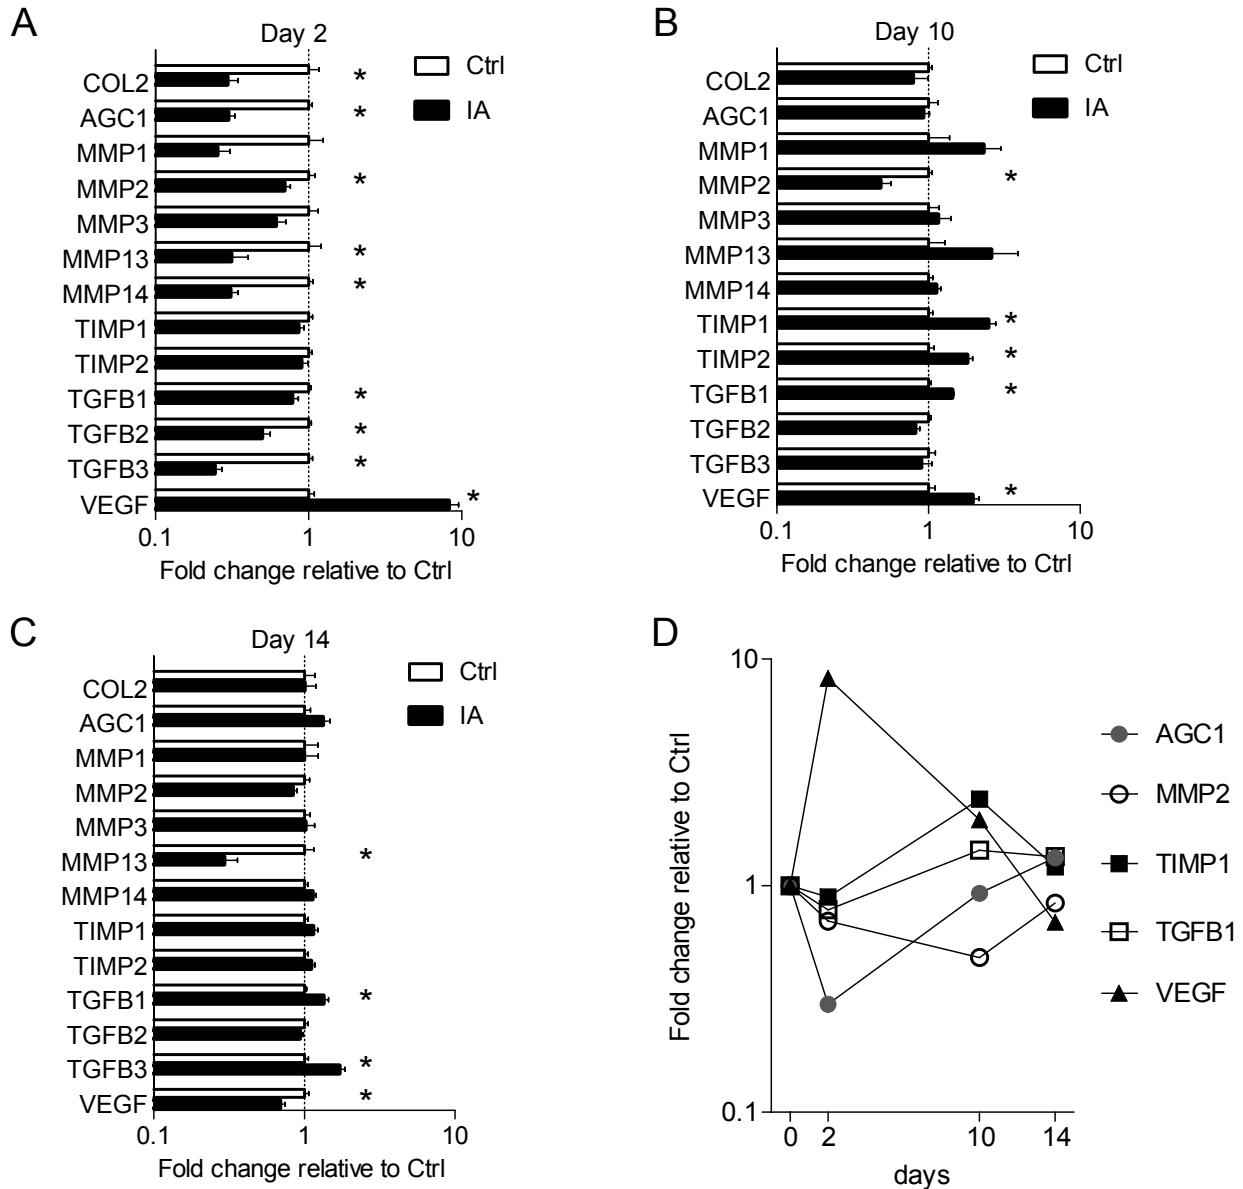 A
Day 2
Ctrl
IA
COL2
AGC1
MMP1
MMP2
MMP3
MMP13
MMP14
TIMP1
TIMP2
TGFB1
TGFB2
TGFB3
VEGF
*
*
*
*
*
*
*
*
*
0.1 1 10
Fold change relative to Ctrl
B
Day 10
Ctrl
IA
COL2
AGC1
MMP1
MMP2
MMP3
MMP13
MMP14
TIMP1
TIMP2
TGFB1
TGFB2
TGFB3
VEGF
*
*
*
*
*
0.1 1 10
Fold change relative to Ctrl
C
Day 14
Ctrl
IA
COL2
AGC1
MMP1
MMP2
MMP3
MMP13
MMP14
TIMP1
TIMP2
TGFB1
TGFB2
TGFB3
VEGF
*
*
*
*
0.1 1 10
Fold change relative to Ctrl
D
10
1
0.1
Fold change relative to Ctrl
0 2 10 14
days
AGC1
MMP2
TIMP1
TGFB1
VEGF